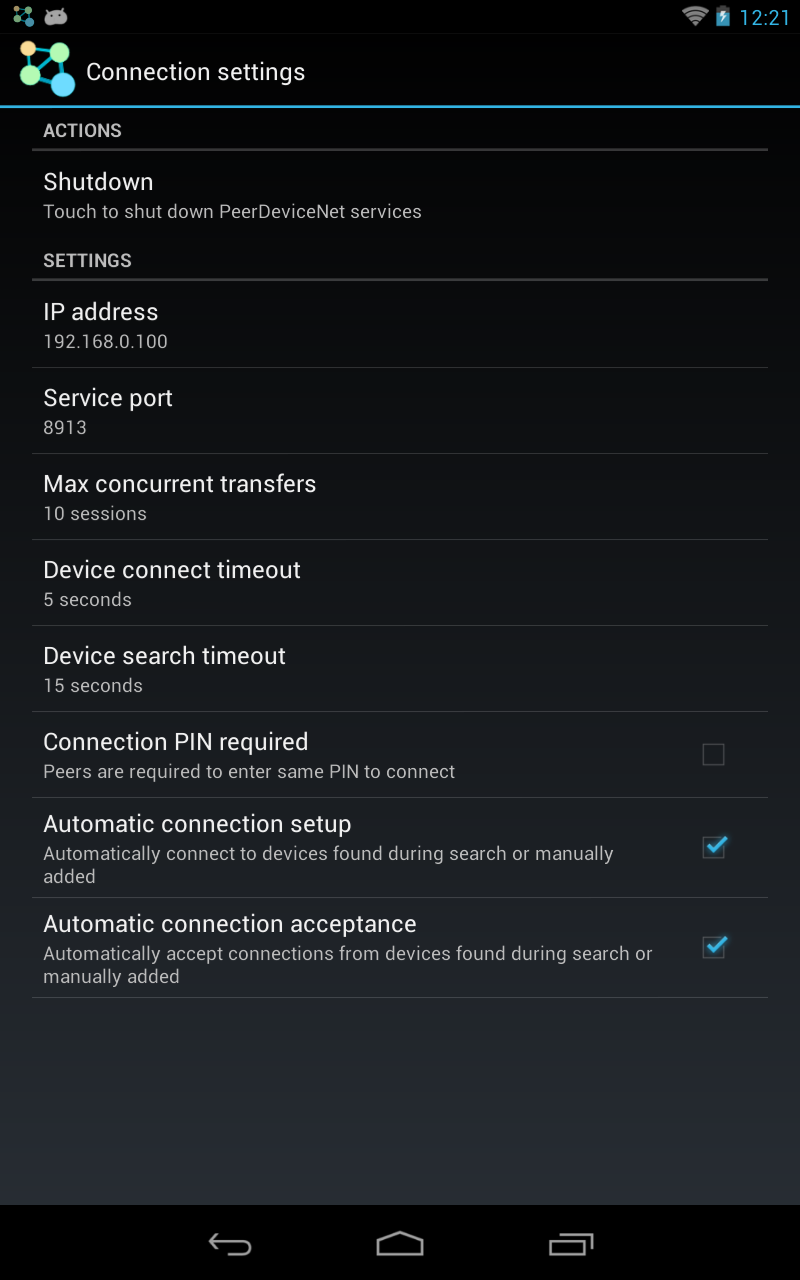 12:21
Connection settings
ACTIONS
Shutdown
Touch to shut down PeerDeviceNet services
SETTINGS
IP address
192.168.0.100
Service port
8913
Max concurrent transfers
10 sessions
Device connect timeout
5 seconds
Device search timeout
15 seconds
Connection PIN required
Peers are required to enter same PIN to connect
Automatic connection setup
Automatically connect to devices found during search or manually
added
Automatic connection acceptance
Automatically accept connections from devices found during search or
manually added